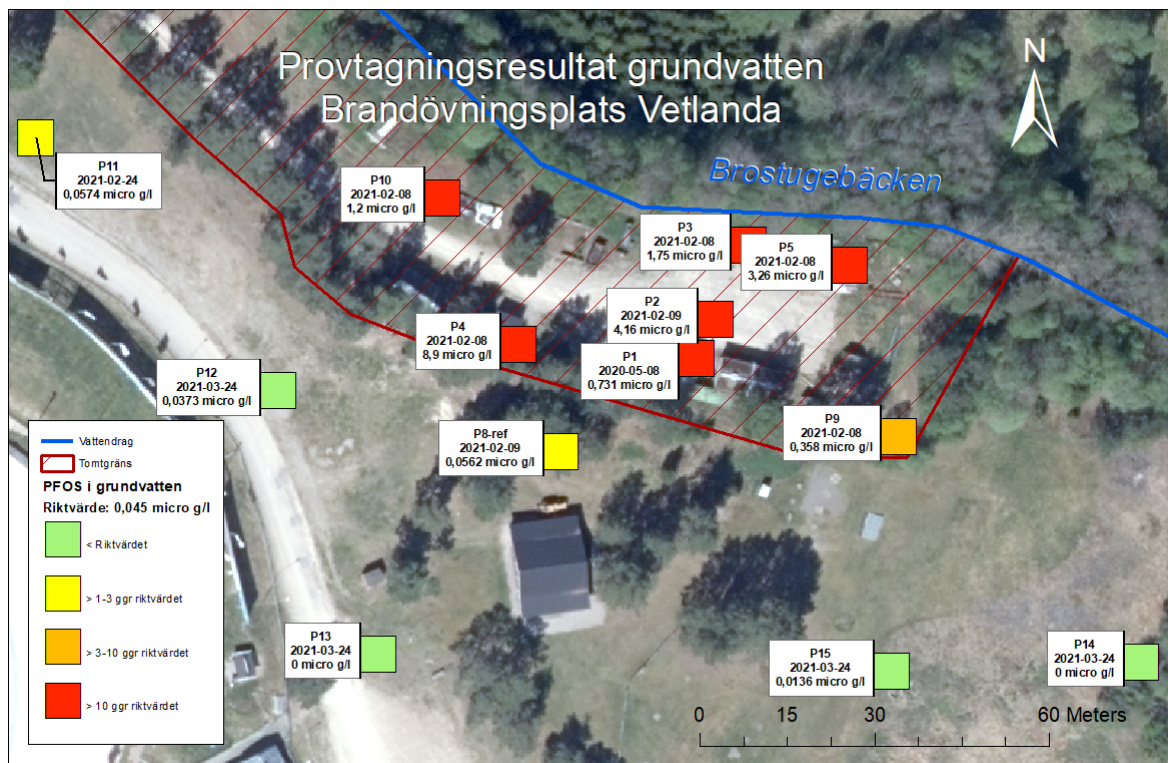 Provtagningsresultat grundvatten
Brandövningsplats Vetlanda
N
Brostugebäcken
P11
2021-02-24
0,0574 micro g/l
P10
2021-02-08
1,2 micro g/l
P3
2021-02-08
1,75 micro g/l
P5
2021-02-08
3,26 micro g/l
P2
2021-02-09
4,16 micro g/l
P4
2021-02-08
8,9 micro g/l
P1
2020-05-08
0,731 micro g/l
P12
2021-03-24
0,0373 micro g/l
P9
2021-02-08
0,358 micro g/l
P8-ref
2021-02-09
0,0562 micro g/l
Vattendrag
Tomtgräns
PFOS i grundvatten
Riktvärde: 0,045 micro g/l
< Riktvärdet
> 1-3 ggr riktvärdet
> 3-10 ggr riktvärdet
> 10 ggr riktvärdet
P13
2021-03-24
0 micro g/l
P15
2021-03-24
0,0136 micro g/l
P14
2021-03-24
0 micro g/l
0 15 30 60 Meters